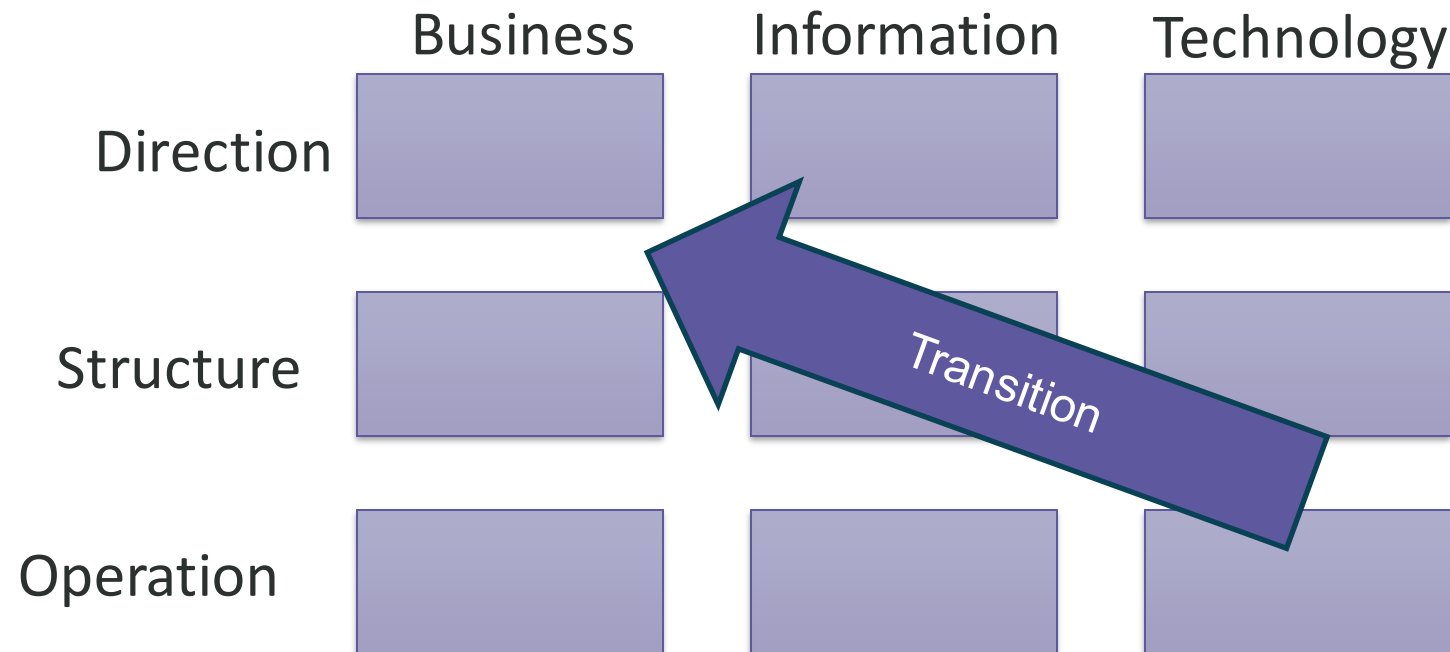 Business Information Technology
Direction
Structure
Transition
Operation